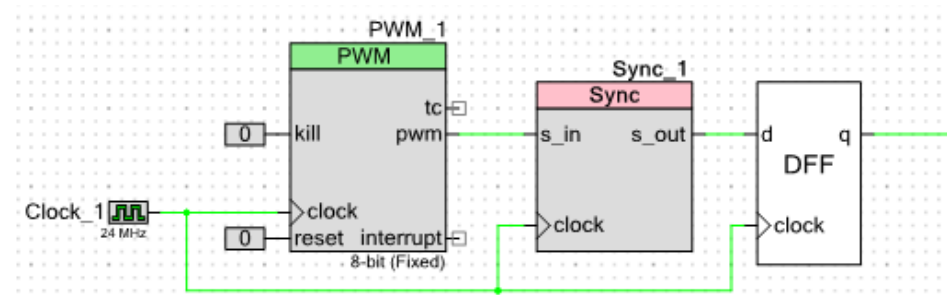 PWM_1
PWM
Sync_1
Sync
tc
0
kill
pwm
s_in
s_out
d
q
DFF
Clock_1
24 MHz
clock
clock
clock
0
reset
interrupt
8-bit (Fixed)